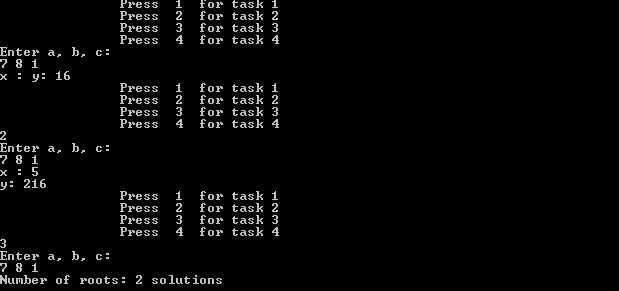 Press 1 for task 1
Press 2 for task 2
Press 3 for task 3
Press 4 for task 4
Enter a, b, c:
7 8 1
x : y: 16
Press 1 for task 1
Press 2 for task 2
Press 3 for task 3
Press 4 for task 4
2
Enter a, b, c:
7 8 1
x : 5
y: 216
Press 1 for task 1
Press 2 for task 2
Press 3 for task 3
Press 4 for task 4
3
Enter a, b, c:
7 8 1
Number of roots: 2 solutions